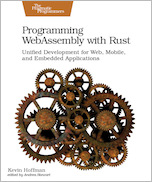 The
Pragmatic
Programmers
Programming
WebAssembly with Rust
Unified Development for Web, Mobile,
and Embedded Applications
Kevin Hoffman
edited by Andrea Stewart